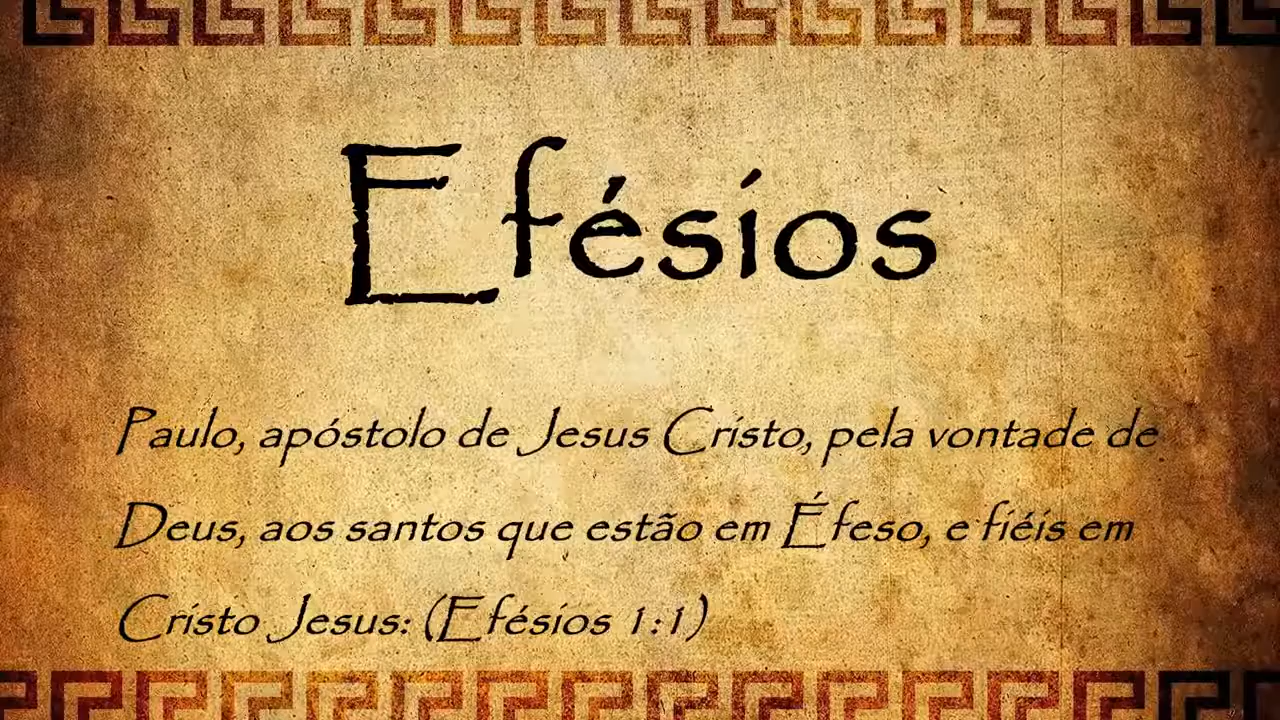 Efésios
Paulo, apóstolo de Jesus Cristo, pela vontade de
Deus, aos santos que estão em Éfeso, e fiéis em
Cristo Jesus: (Efésios 1:1)